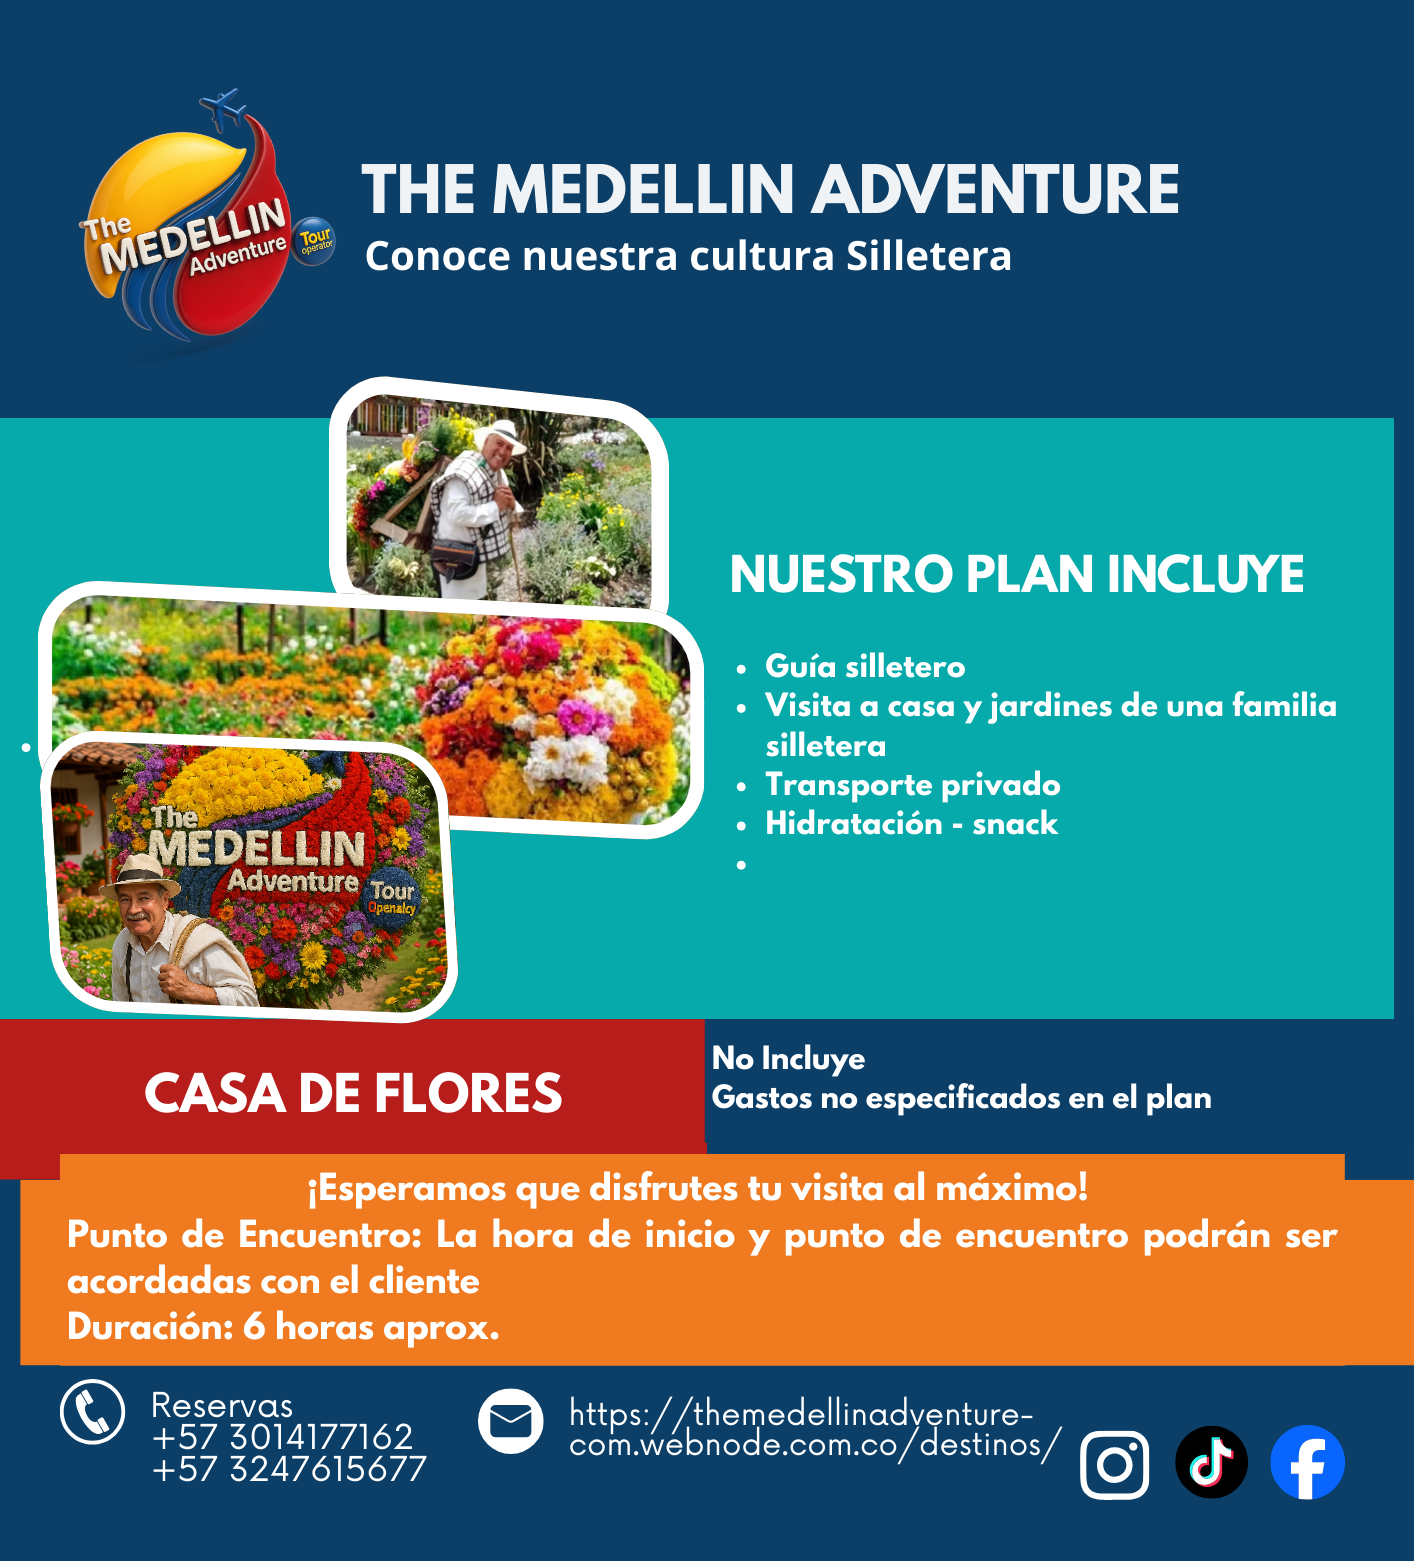 The
MEDELLIN
Adventure
Tour
operator
THE MEDELLIN ADVENTURE
Conoce nuestra cultura Silletera
The
MEDELLIN
Adventure
Tour
Openalcy
NUESTRO PLAN INCLUYE
• Guía silletero
• Visita a casa y jardines de una familia
silletera
• Transporte privado
• Hidratación - snack
•
CASA DE FLORES
No Incluye
Gastos no especificados en el plan
¡Esperamos que disfrutes tu visita al máximo!
Punto de Encuentro: La hora de inicio y punto de encuentro podrán ser
acordadas con el cliente
Duración: 6 horas aprox.
Reservas
+57 3014177162
+57 3247615677
https://themedellinadventure-
com.webnode.com.co/destinos/